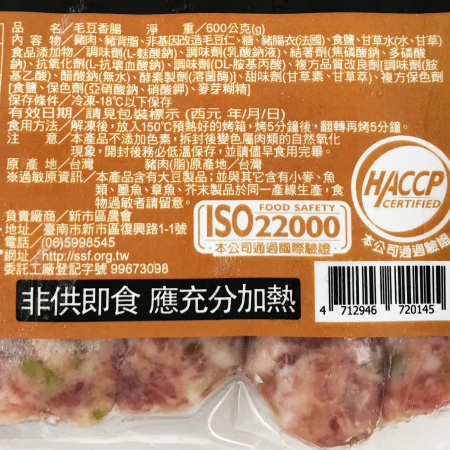 品名/毛豆香腸 淨重/600公克(g)
內容物/豬肉、豬背脂、非基因改造毛豆仁、糖、豬腸衣(法國)、食鹽、甘草水(水、甘草)
食品添加物/調味劑(L-麩酸鈉)、調味劑(乳酸鈉液)、結著劑(焦磷酸鈉、多磷酸
鈉)、抗氧化劑(L-抗壞血酸鈉)、調味劑(DL-胺基丙酸)、複方品質改良劑[調味劑(胺
基乙酸)、醋酸鈉(無水)、酵素製劑(溶菌酶)]、甜味劑(甘草素、甘草萃)、複方保色劑
[食鹽、保色劑(亞硝酸鈉、硝酸鉀)、麥芽糊精]
保存條件/冷凍-18℃以下保存
有效日期/請見包裝標示 (西元 年/月/日)
食用方法/解凍後,放入150℃預熱好的烤箱,烤5分鐘後,翻轉再烤5分鐘。
注意/本產品不添加色素,拆封後變色屬肉類的自然氧化
現象,開封後務必低溫保存,並請儘早食用完畢。
原產地/台灣 豬肉(脂)原產地/台灣
※過敏原資訊/本產品含有大豆製品;並與其它含有小麥、魚
類、墨魚、章魚、芥末製品於同一產線生產,食
物過敏者請留意。
負責廠商/新市區農會
地址/臺南市新市區復興路1-1號
電話/(06)5998545
網址/http://ssf.org.tw
委託工廠登記字號 99673098
HACCP
CERTIFIED
本公司通過驗證
FOOD SAFETY
ISO22000
本公司通過國際驗證
非供即食 應充分加熱
4 712946 720145